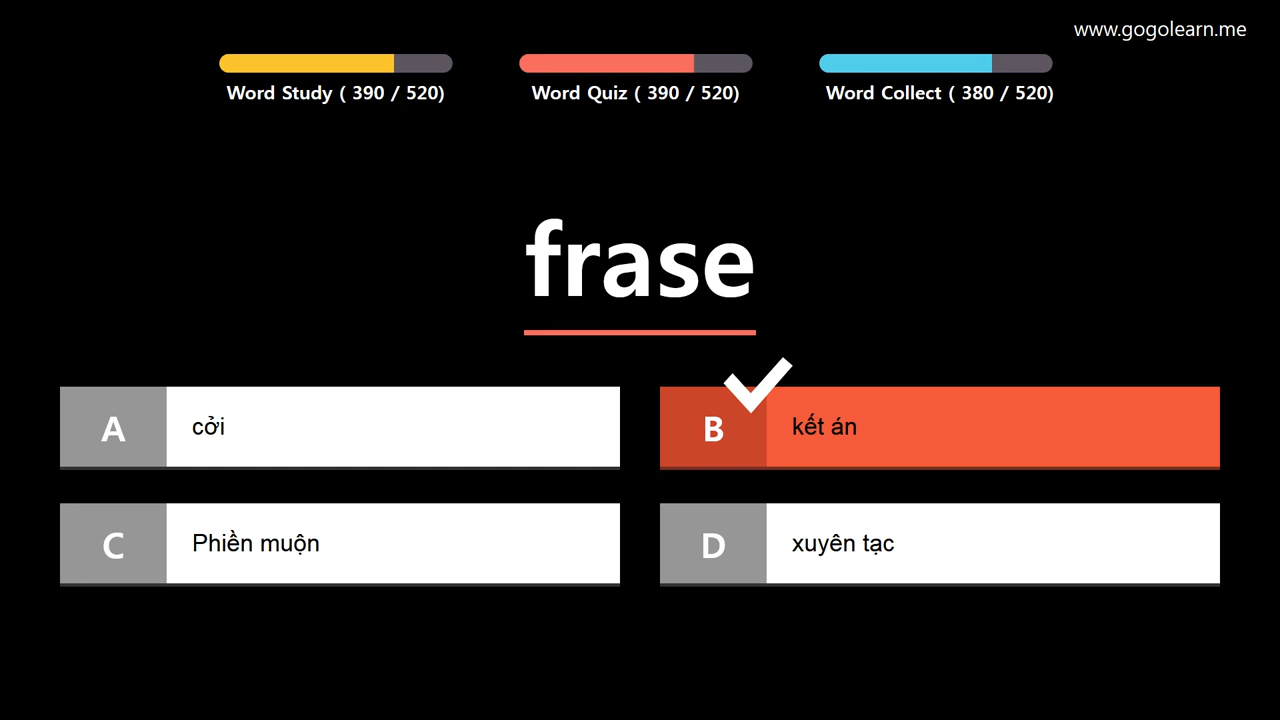 www.gogolearn.me
Word Study ( 390 / 520)
Word Quiz ( 390 / 520)
Word Collect ( 380 / 520)
frase
A cởi
B kết án
C Phiền muộn
D xuyên tạc